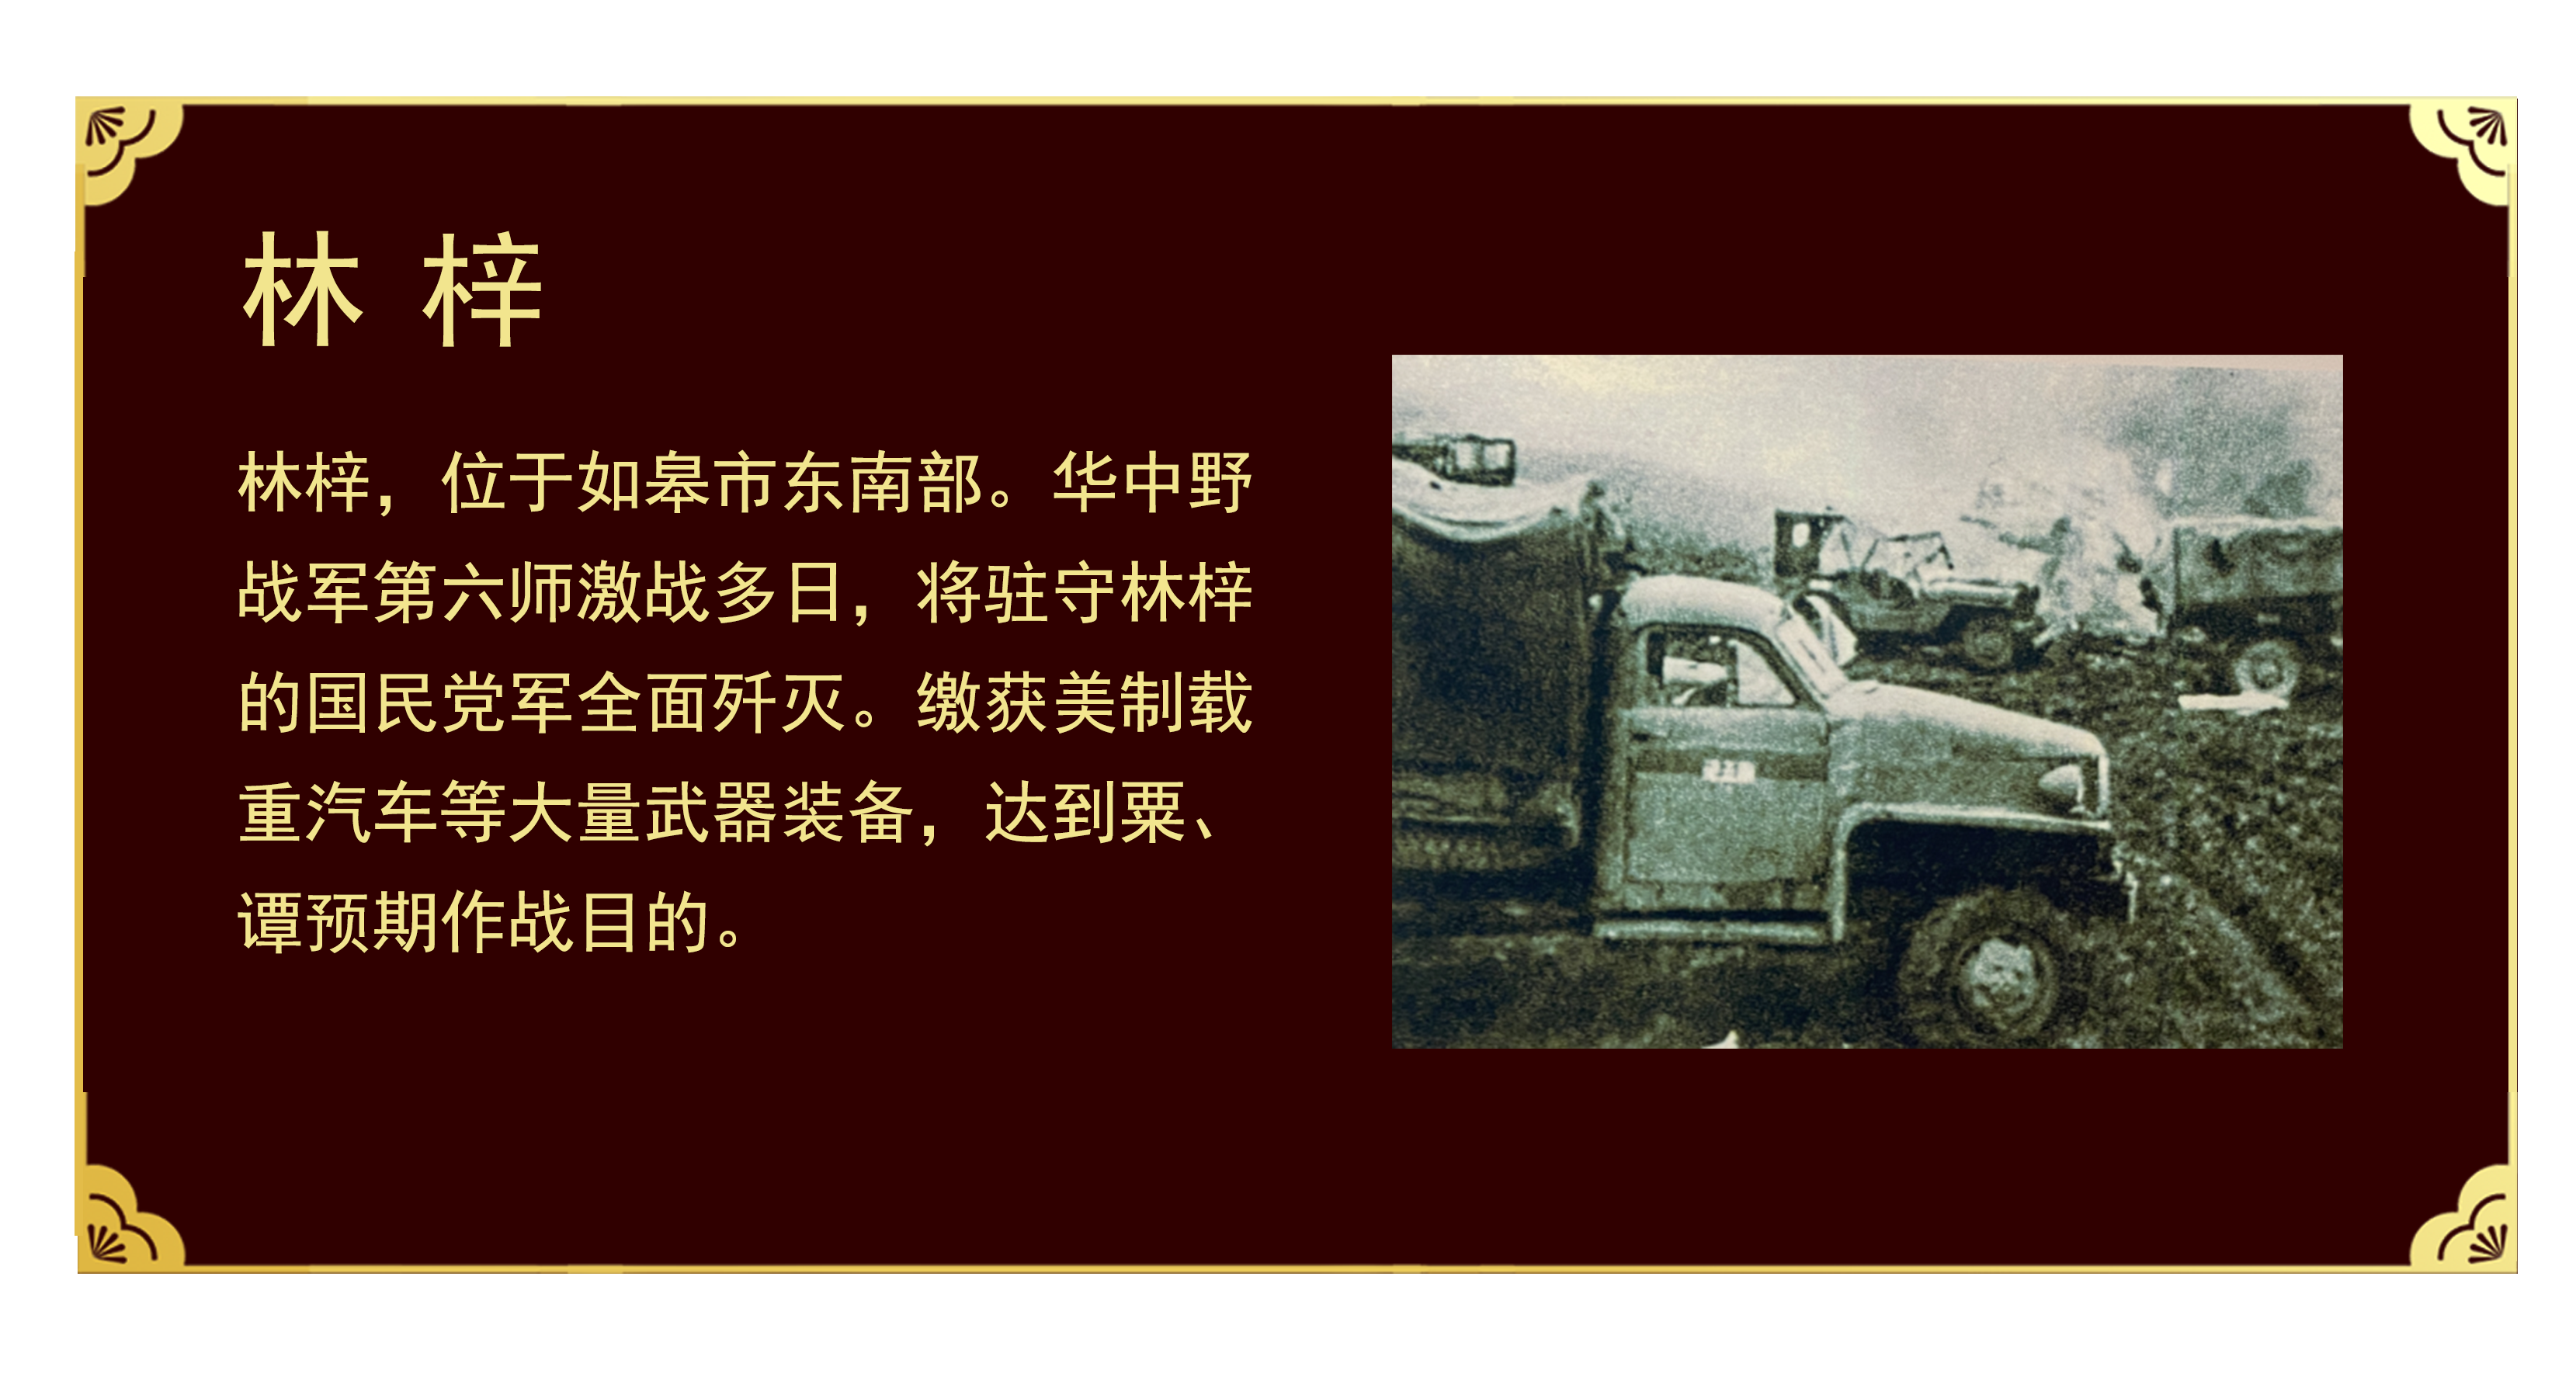 林 梓
林梓，位于如皋市东南部。华中野
战军第六师激战多日，将驻守林梓
的国民党军全面歼灭。缴获美制载
重汽车等大量武器装备，达到粟、
谭预期作战目的。